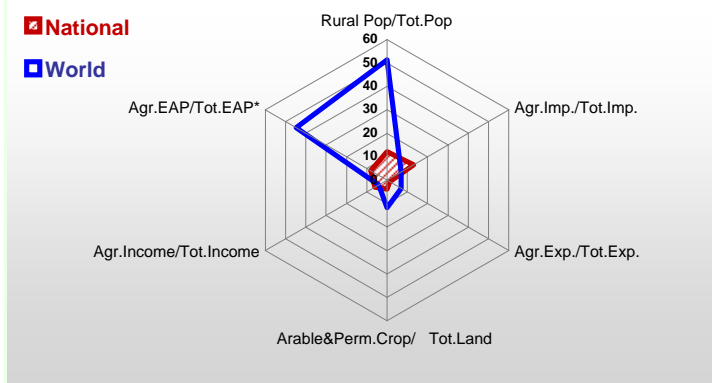 National
World
Rural Pop/Tot.Pop
60
50
40
30
20
10
0
Agr.EAP/Tot.EAP*
Agr.Imp./Tot.Imp.
Agr.Income/Tot.Income
Agr.Exp./Tot.Exp.
Arable&Perm.Crop/ Tot.Land